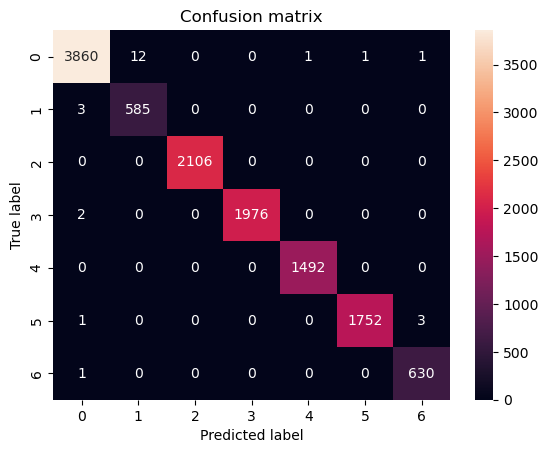 Confusion matrix
0 3860 12 0 0 1 1 1
1 3 585 0 0 0 0 0
2 0 0 2106 0 0 0 0
3 2 0 0 1976 0 0 0
4 0 0 0 0 1492 0 0
5 1 0 0 0 0 1752 3
6 1 0 0 0 0 0 630
0 1 2 3 4 5 6
Predicted label
True label
3500
3000
2500
2000
1500
1000
500
0